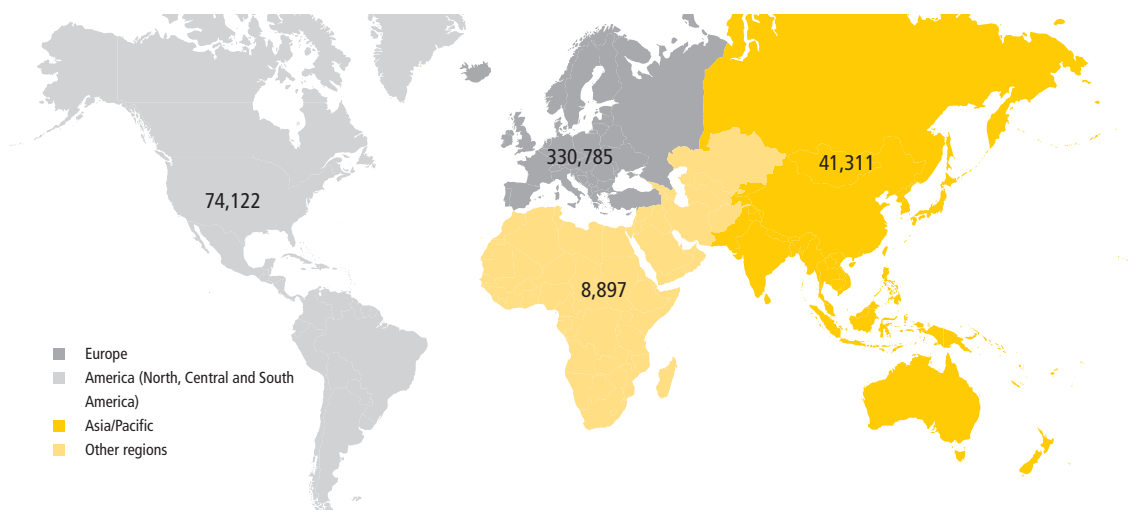 330,785
41,311
74,122
8,897
Europe
America (North, Central and South
America)
Asia/Pacific
Other regions